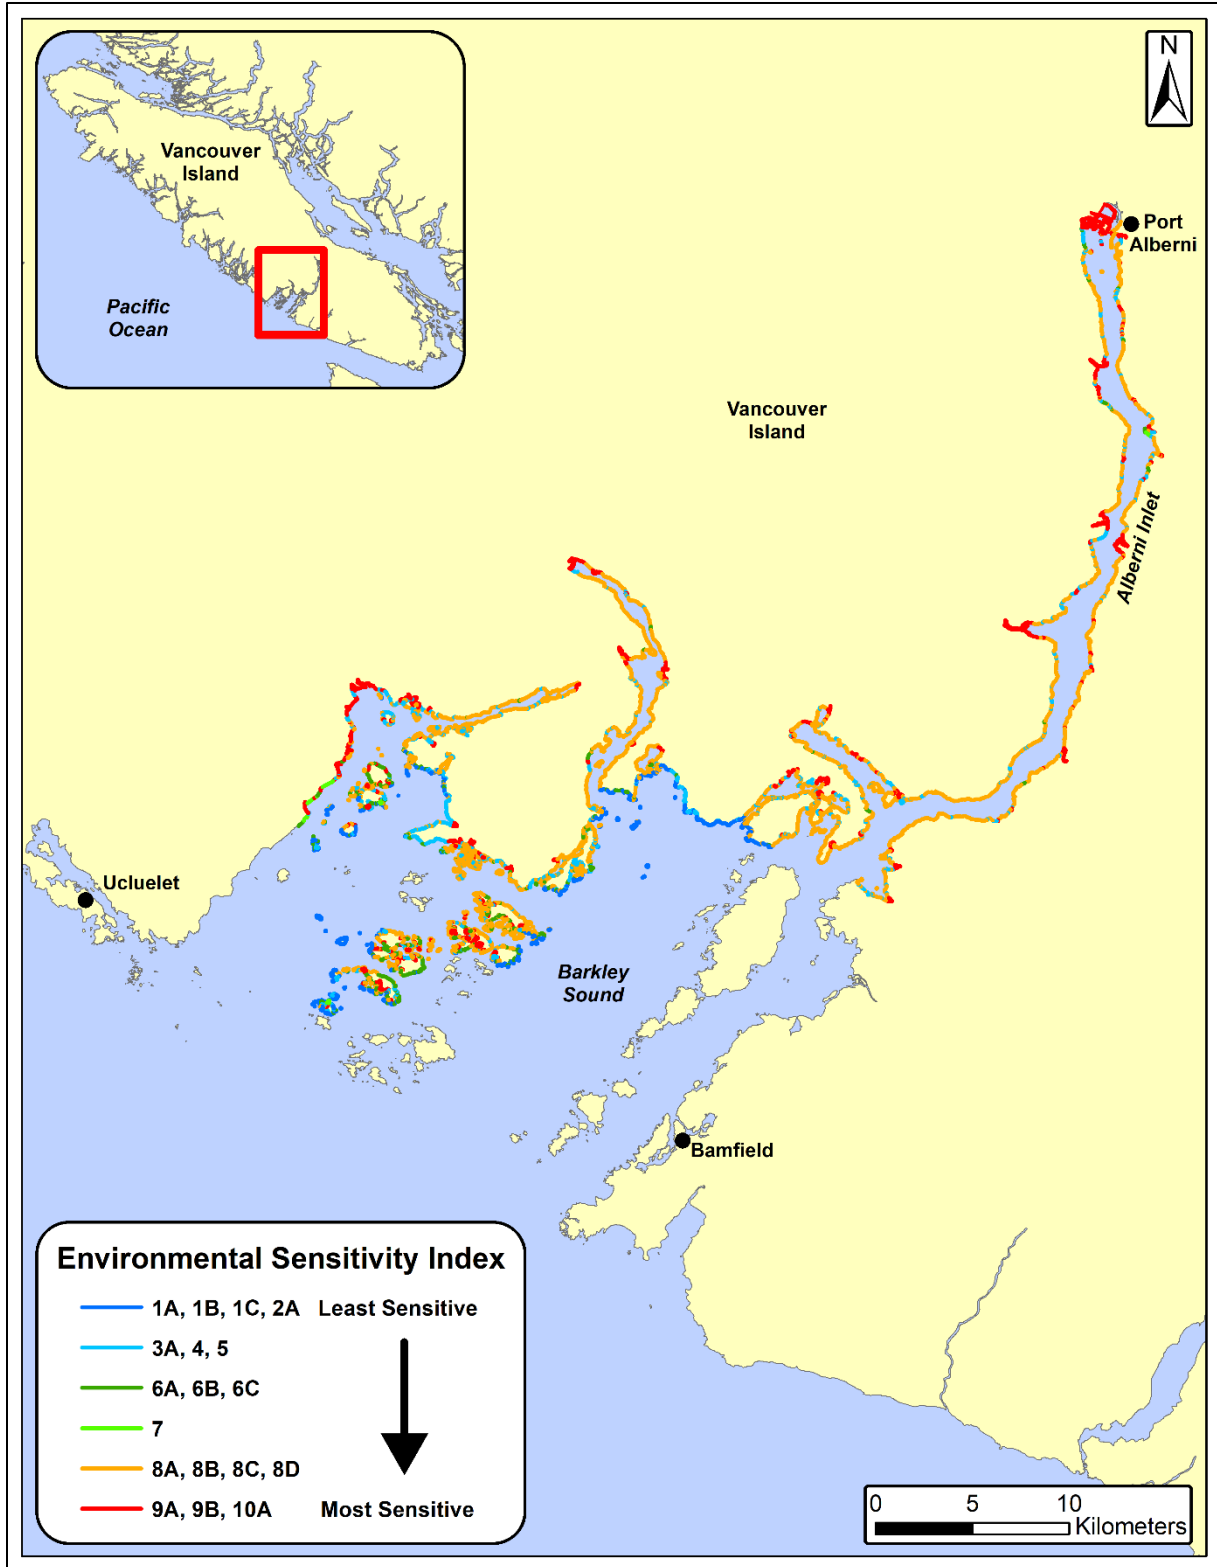 N
Vancouver
Island
Pacific
Ocean
Port
Alberni
Vancouver
Island
Alberni Inlet
Ucluelet
Barkley
Sound
Bamfield
Environmental Sensitivity Index
1A, 1B, 1C, 2A Least Sensitive
3A, 4, 5
6A, 6B, 6C
7
8A, 8B, 8C, 8D
9A, 9B, 10A Most Sensitive
0 5 10
Kilometers